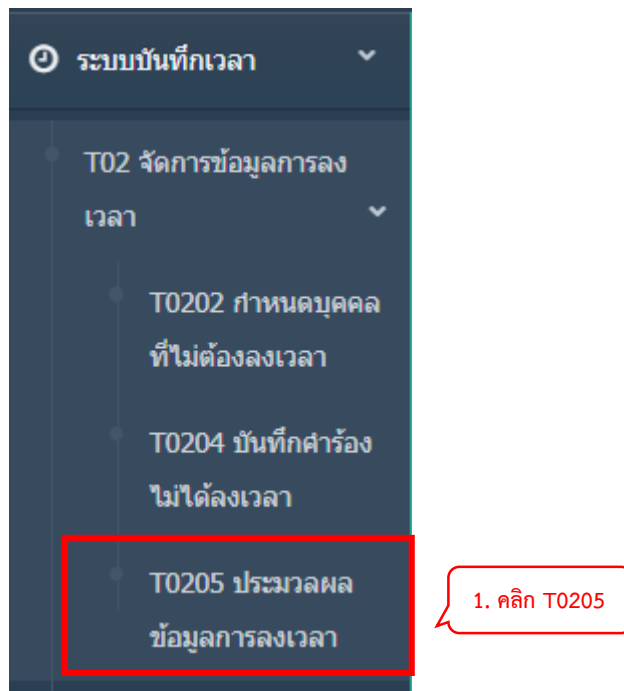 ระบบบันทึกเวลา
T02 จัดการข้อมูลการลง
เวลา
T0202 กำหนดบุคคล
ที่ไม่ต้องลงเวลา
T0204 บันทึกคำร้อง
ไม่ได้ลงเวลา
T0205 ประมวลผล
ข้อมูลการลงเวลา
1. คลิก T0205